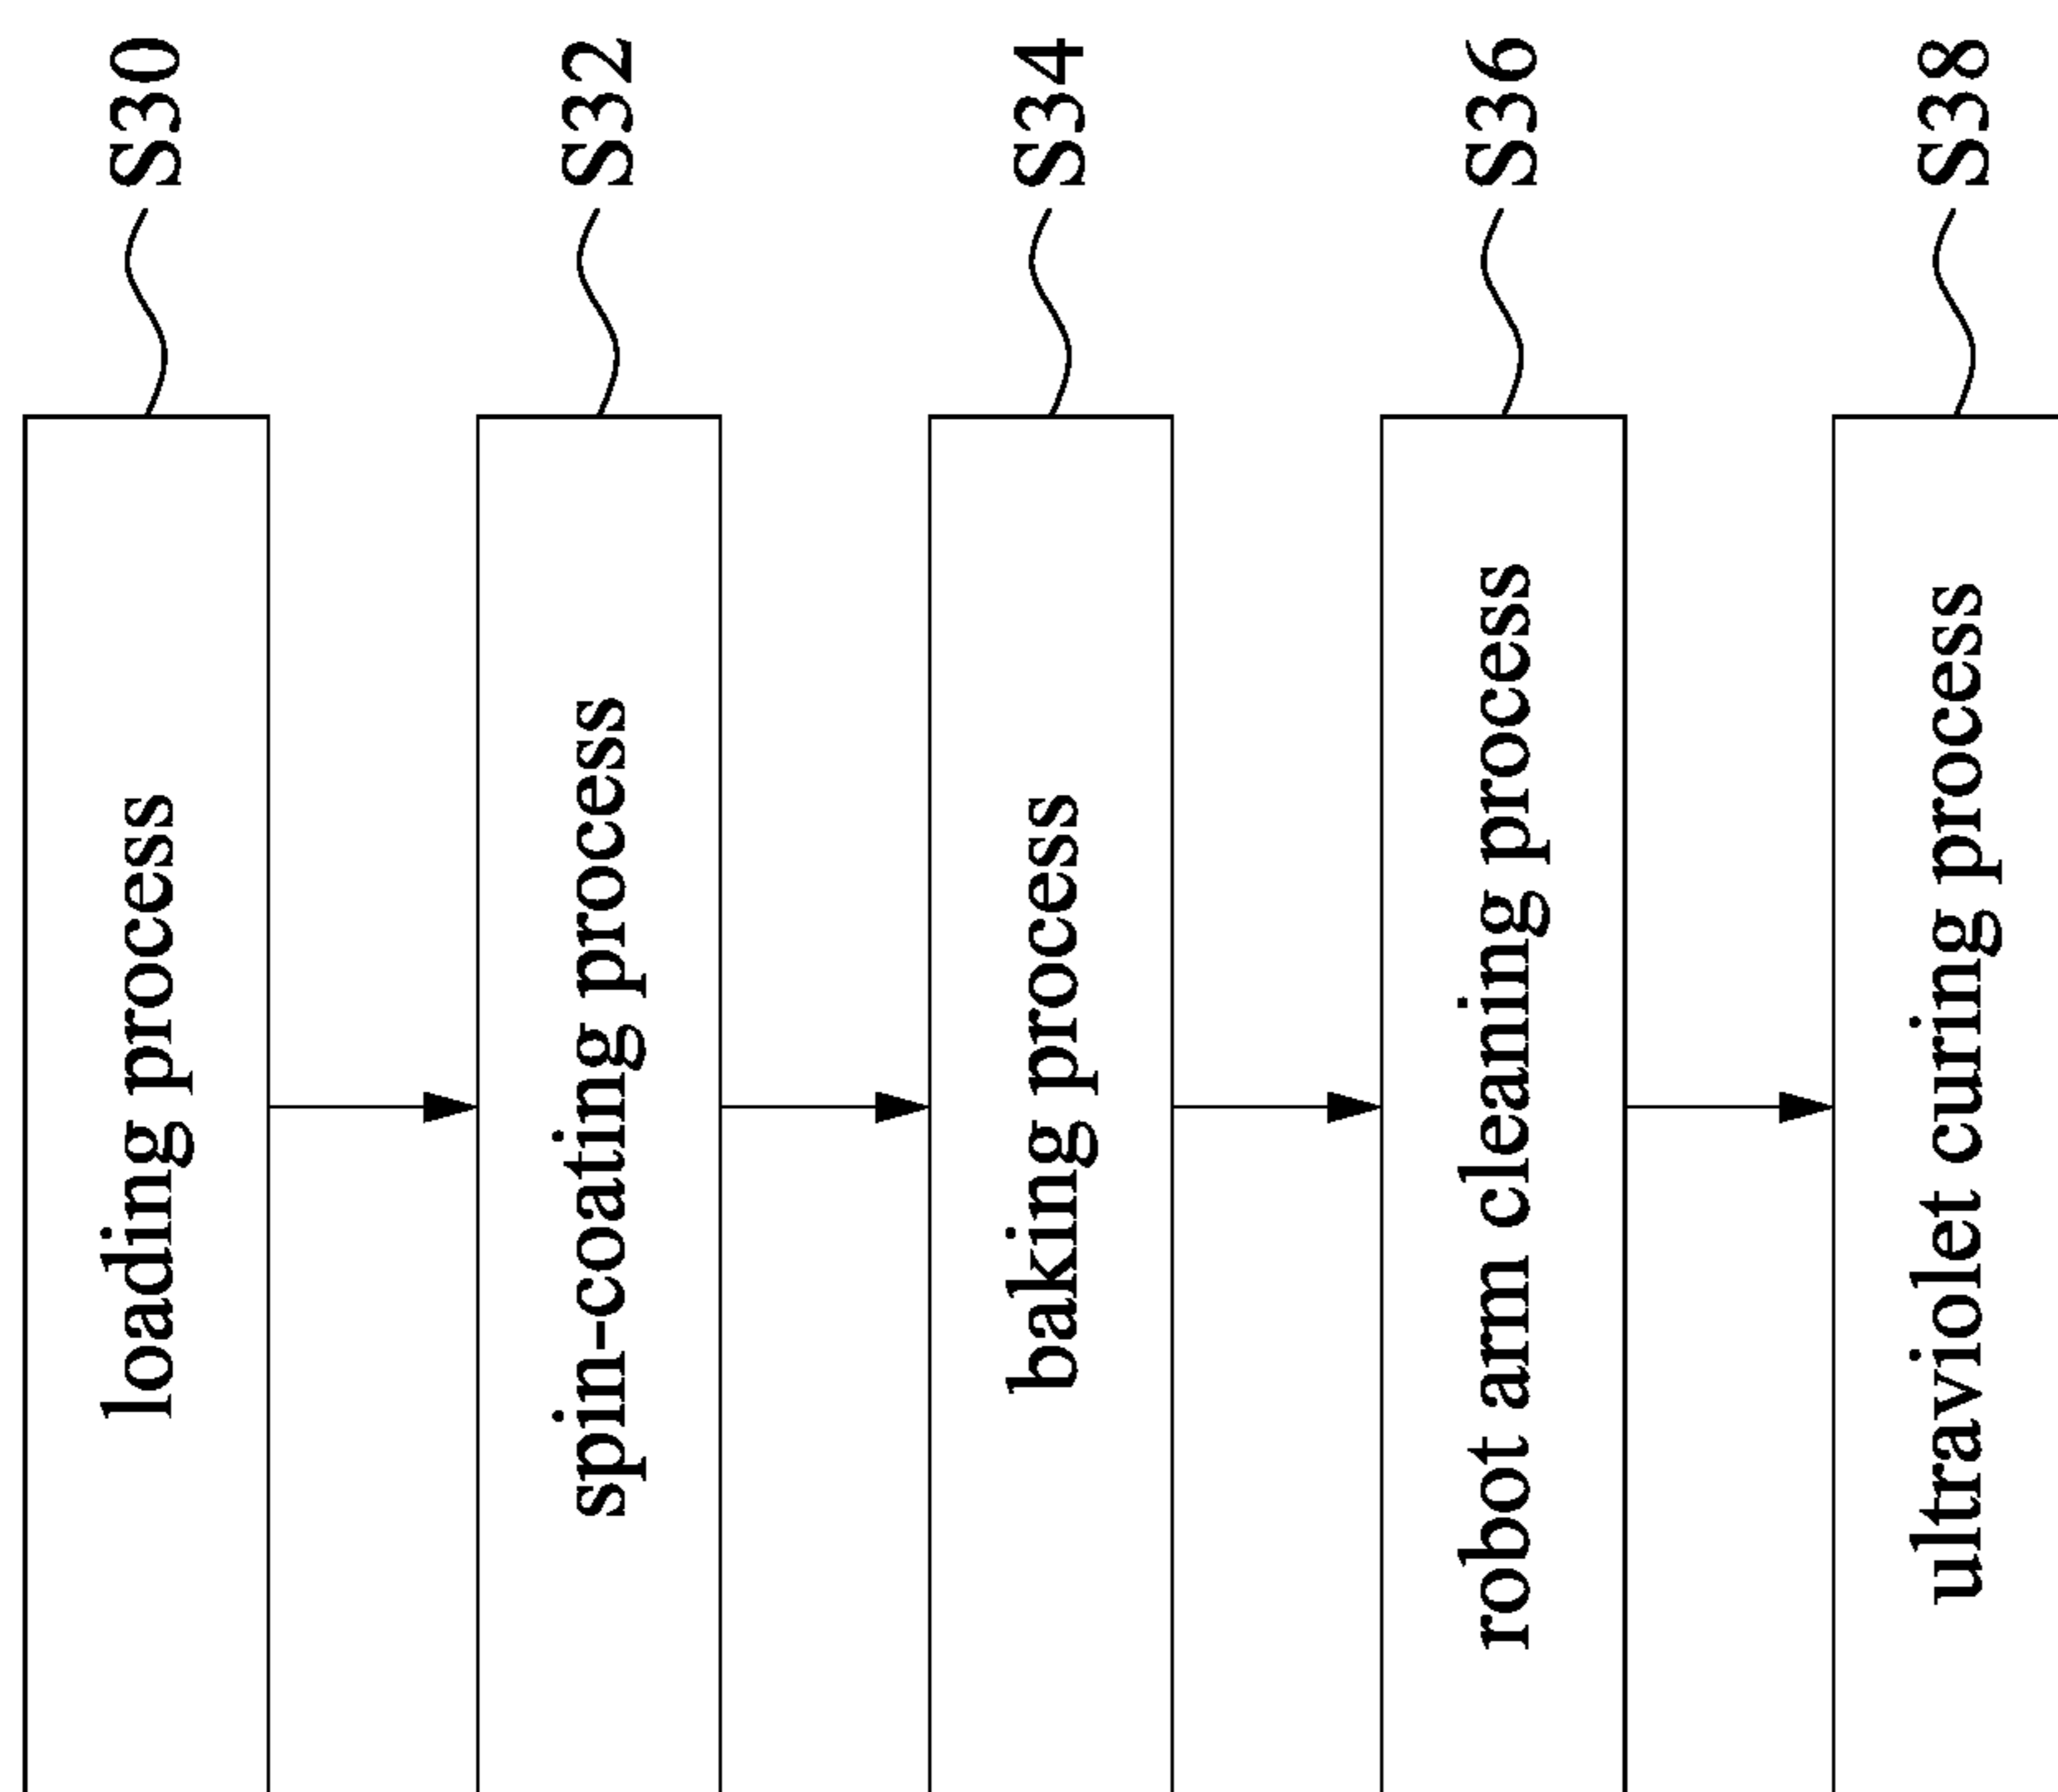 loading process
S30
spin-coating process
S32
baking process
S34
robot arm cleaning process
S36
ultraviolet curing process
S38